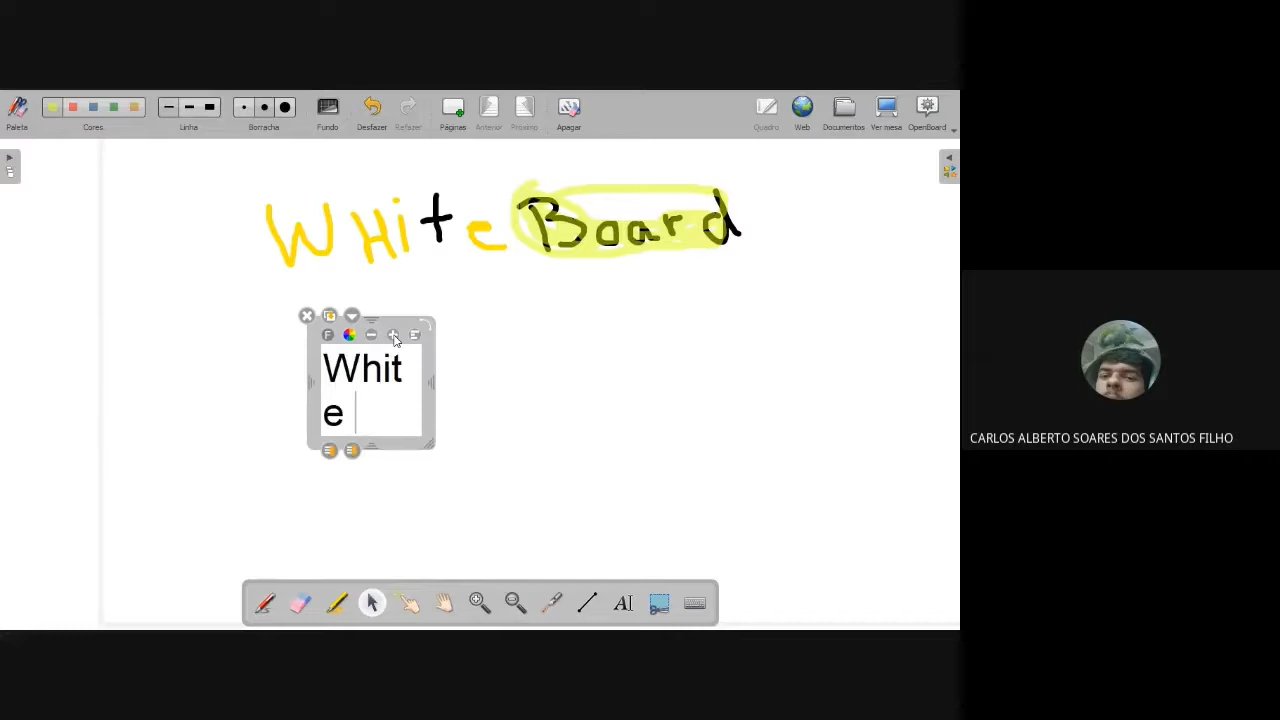 Paleta Cores Linha Borracha Fundo Desfazer Refazer Páginas Anterior Próximo Apagar Quadro Web Documentos Ver mesa OpenBoard
WHite Board
F
Whit
e
CARLOS ALBERTO SOARES DOS SANTOS FILHO
A